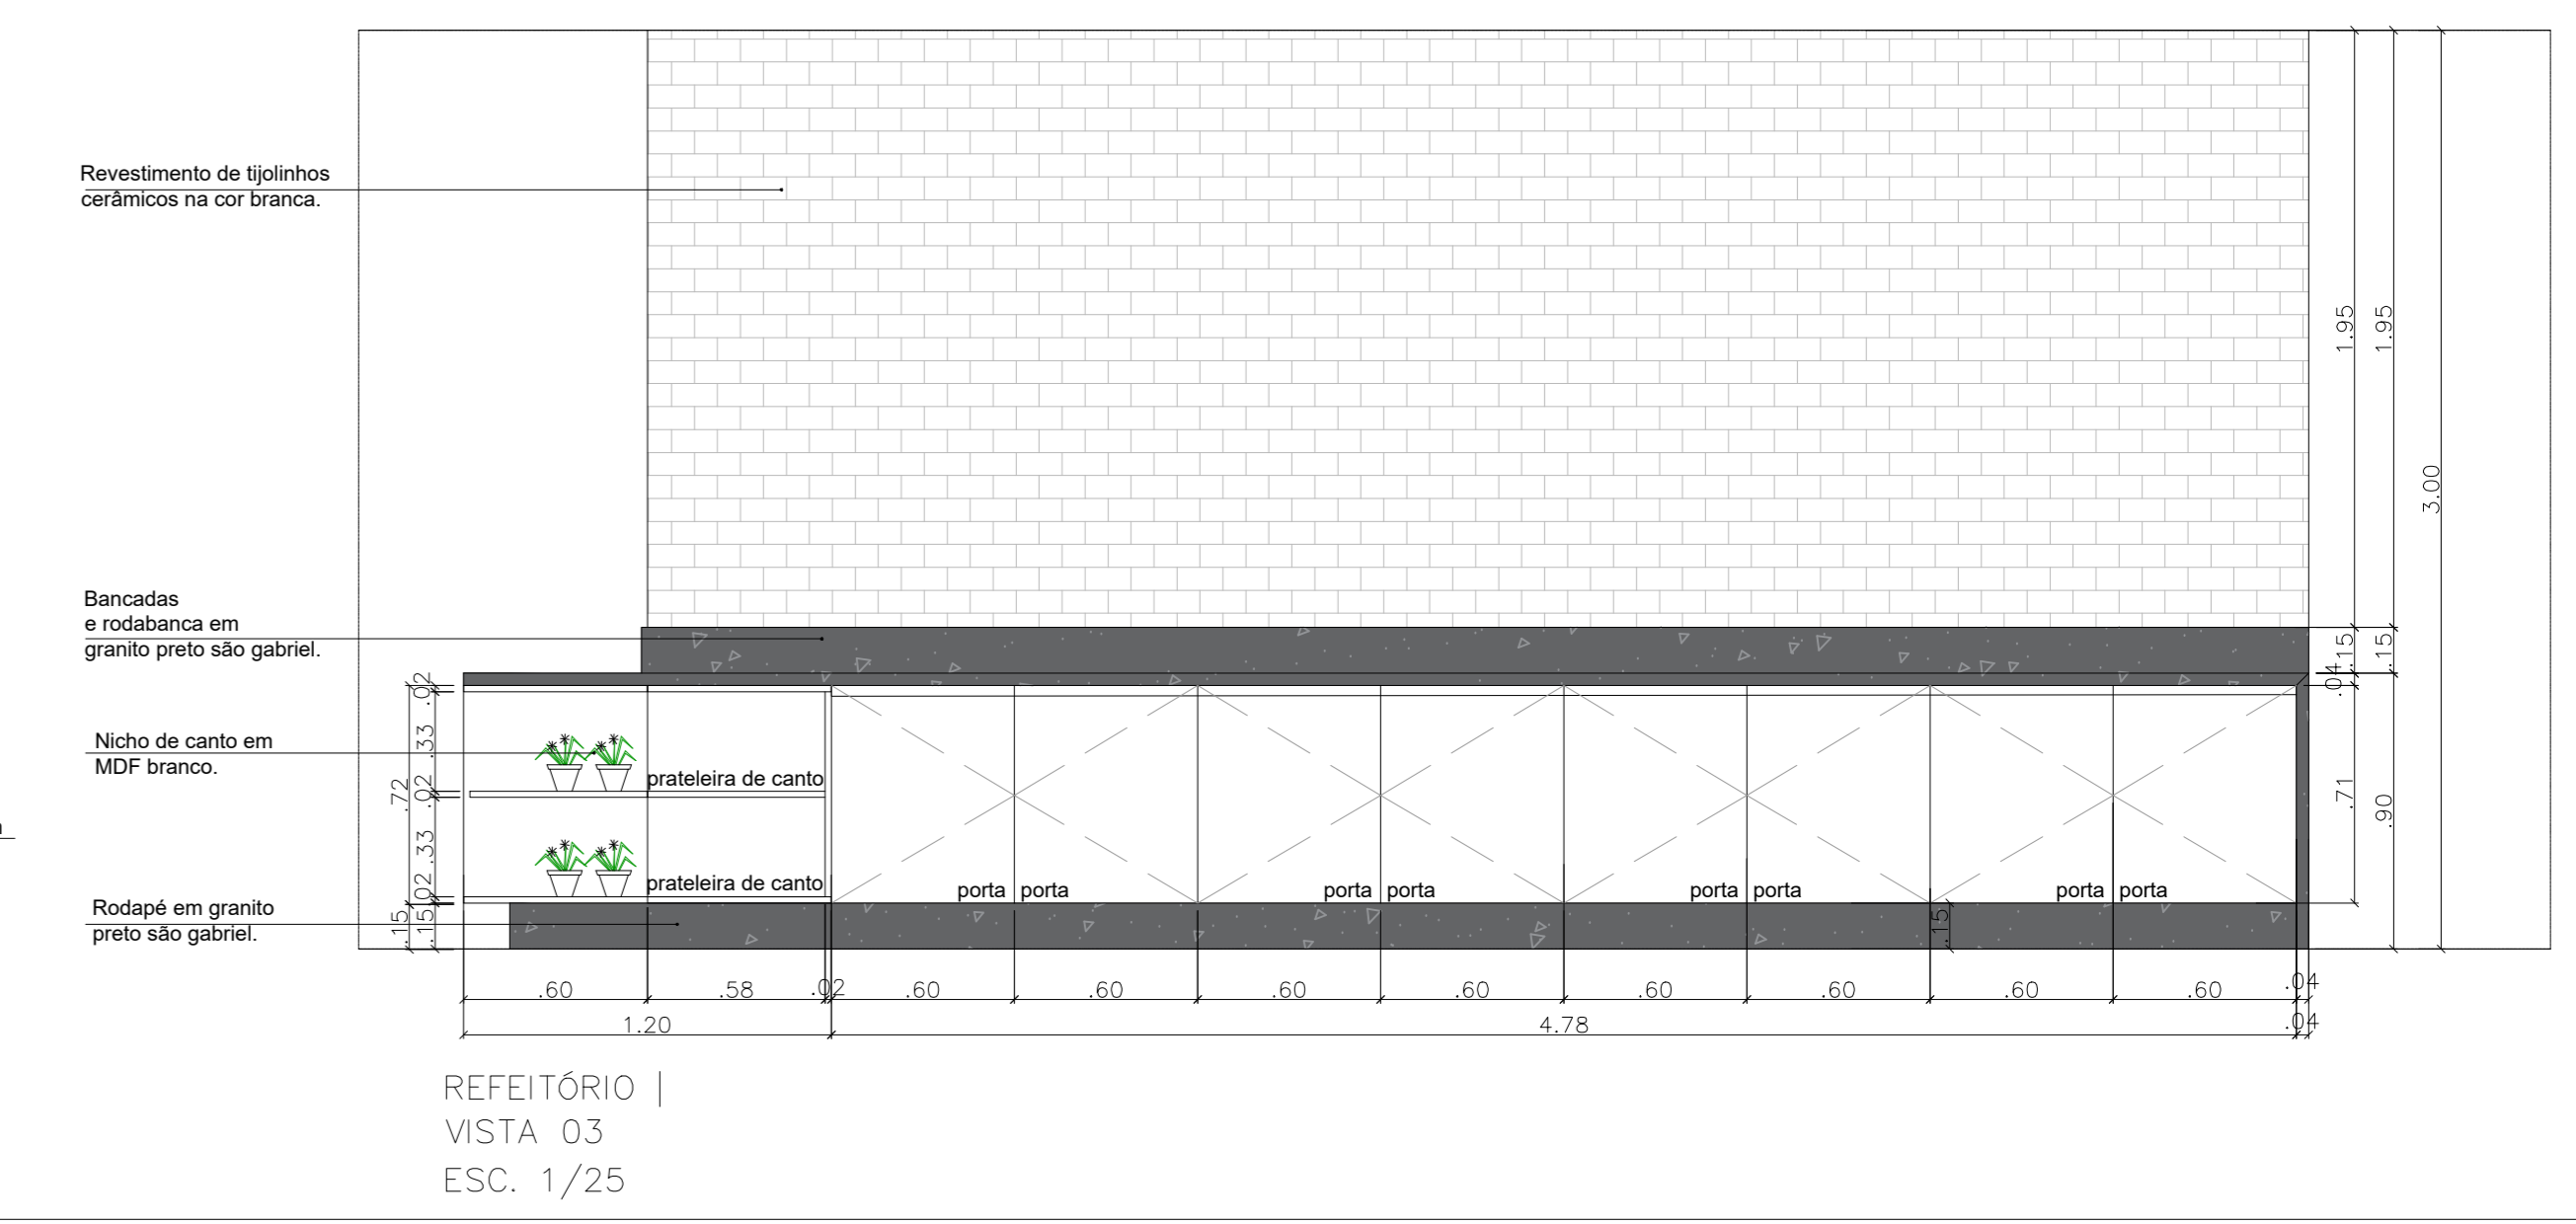 Revestimento de tijolinhos
cerâmicos na cor branca.
Bancadas
e rodabanca em
granito preto são gabriel.
Nicho de canto em
MDF branco.
Rodapé em granito
preto são gabriel.
.02
.33
.02
.33
.02
.15
.72
.15
prateleira de canto
prateleira de canto
porta porta
porta porta
porta porta
porta porta
.15
1.95
.15
.04
.71
1.95
.15
.90
3.00
.60 .58 .02 .60 .60 .60 .60 .60 .60 .60 .60 .04
1.20 4.78 .04
REFEITÓRIO |
VISTA 03
ESC. 1/25